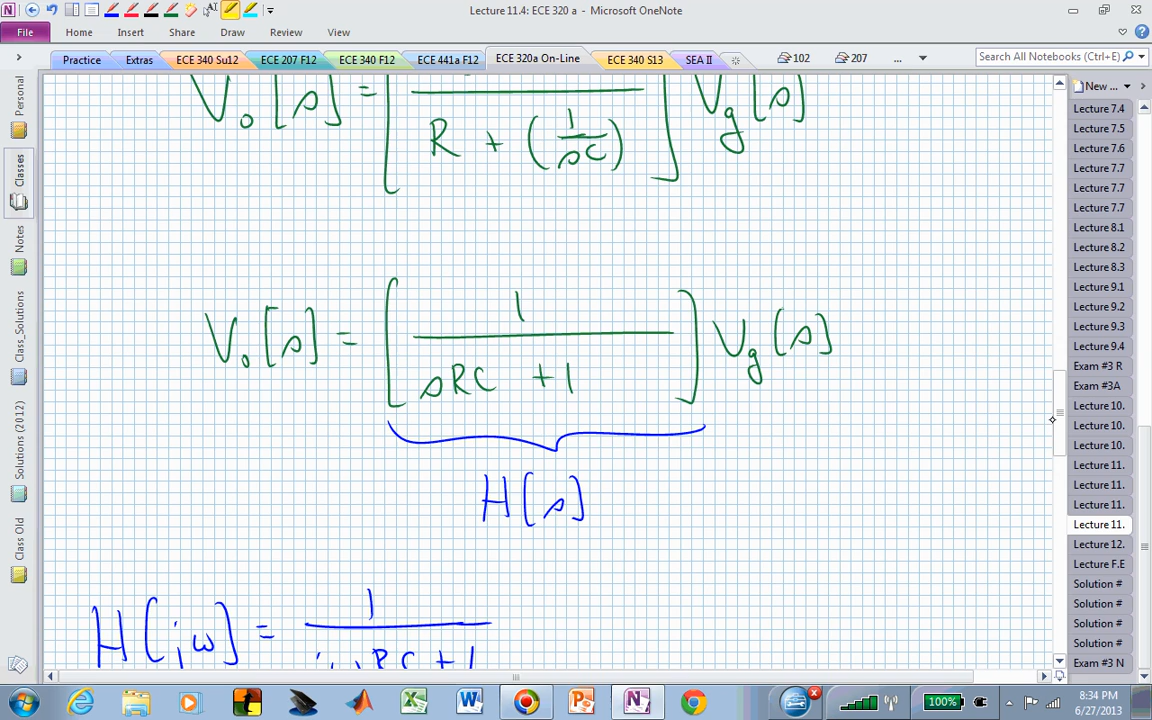 Lecture 11.4: ECE 320 a - Microsoft OneNote
File Home Insert Share Draw Review View
Practice Extras ECE 340 Su12 ECE 207 F12 ECE 340 F12 ECE 441a F12 ECE 320a On-Line ECE 340 S13 SEA II 102 207 ... Search All Notebooks (Ctrl+E)
Personal
Classes
Notes
Class_Solutions
Solutions (2012)
Class Old
V₀[s] = [ / R + (1/sC) ] Vg[s]
V₀[s] = [ 1 / sRC + 1 ] Vg(s)
H[s]
H(jω) = 1 / jωRC + 1
New ...
Lecture 7.4
Lecture 7.5
Lecture 7.6
Lecture 7.7
Lecture 7.7
Lecture 7.7
Lecture 8.1
Lecture 8.2
Lecture 8.3
Lecture 9.1
Lecture 9.2
Lecture 9.3
Lecture 9.4
Exam #3 R
Exam #3A
Lecture 10.
Lecture 10.
Lecture 10.
Lecture 11.
Lecture 11.
Lecture 11.
Lecture 11.
Lecture 12.
Lecture F.E
Solution #
Solution #
Solution #
Solution #
Exam #3 N
100%
8:34 PM
6/27/2013